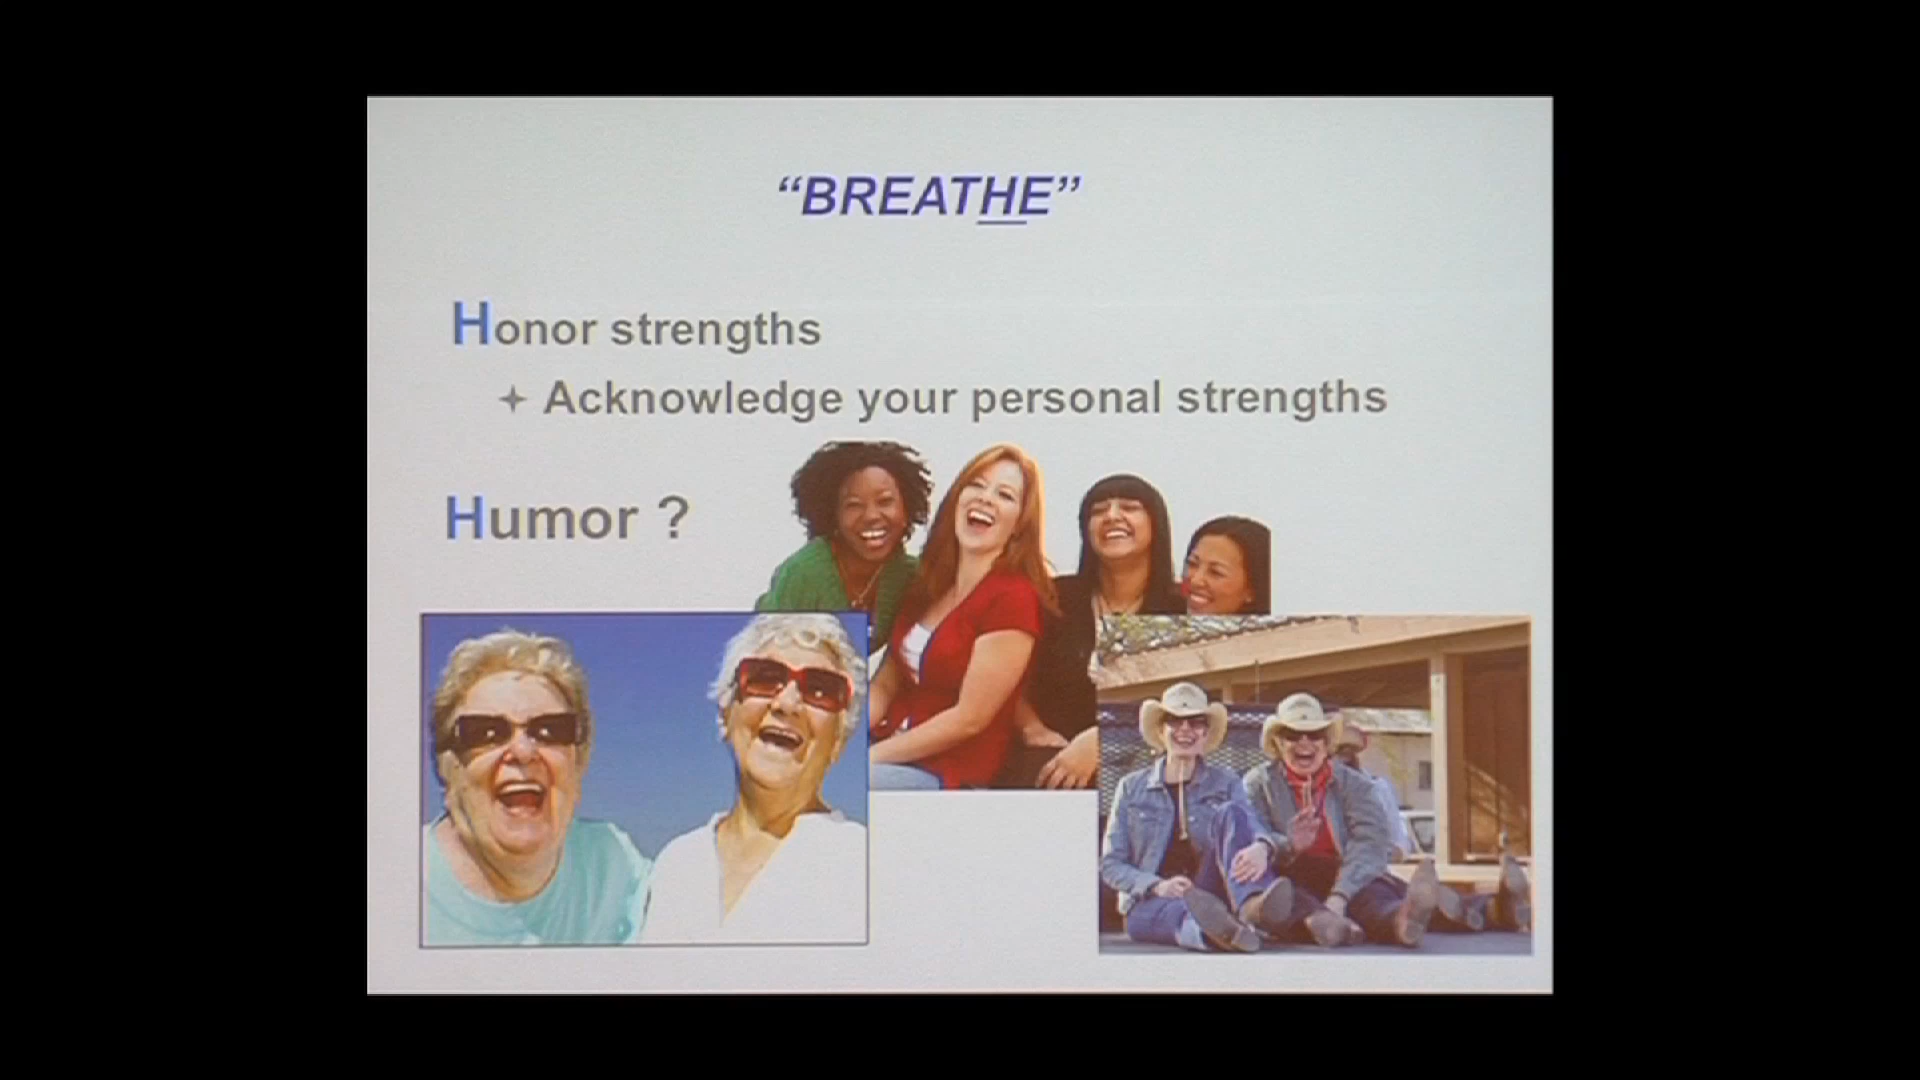 “BREATHE”
Honor strengths
✦ Acknowledge your personal strengths
Humor ?